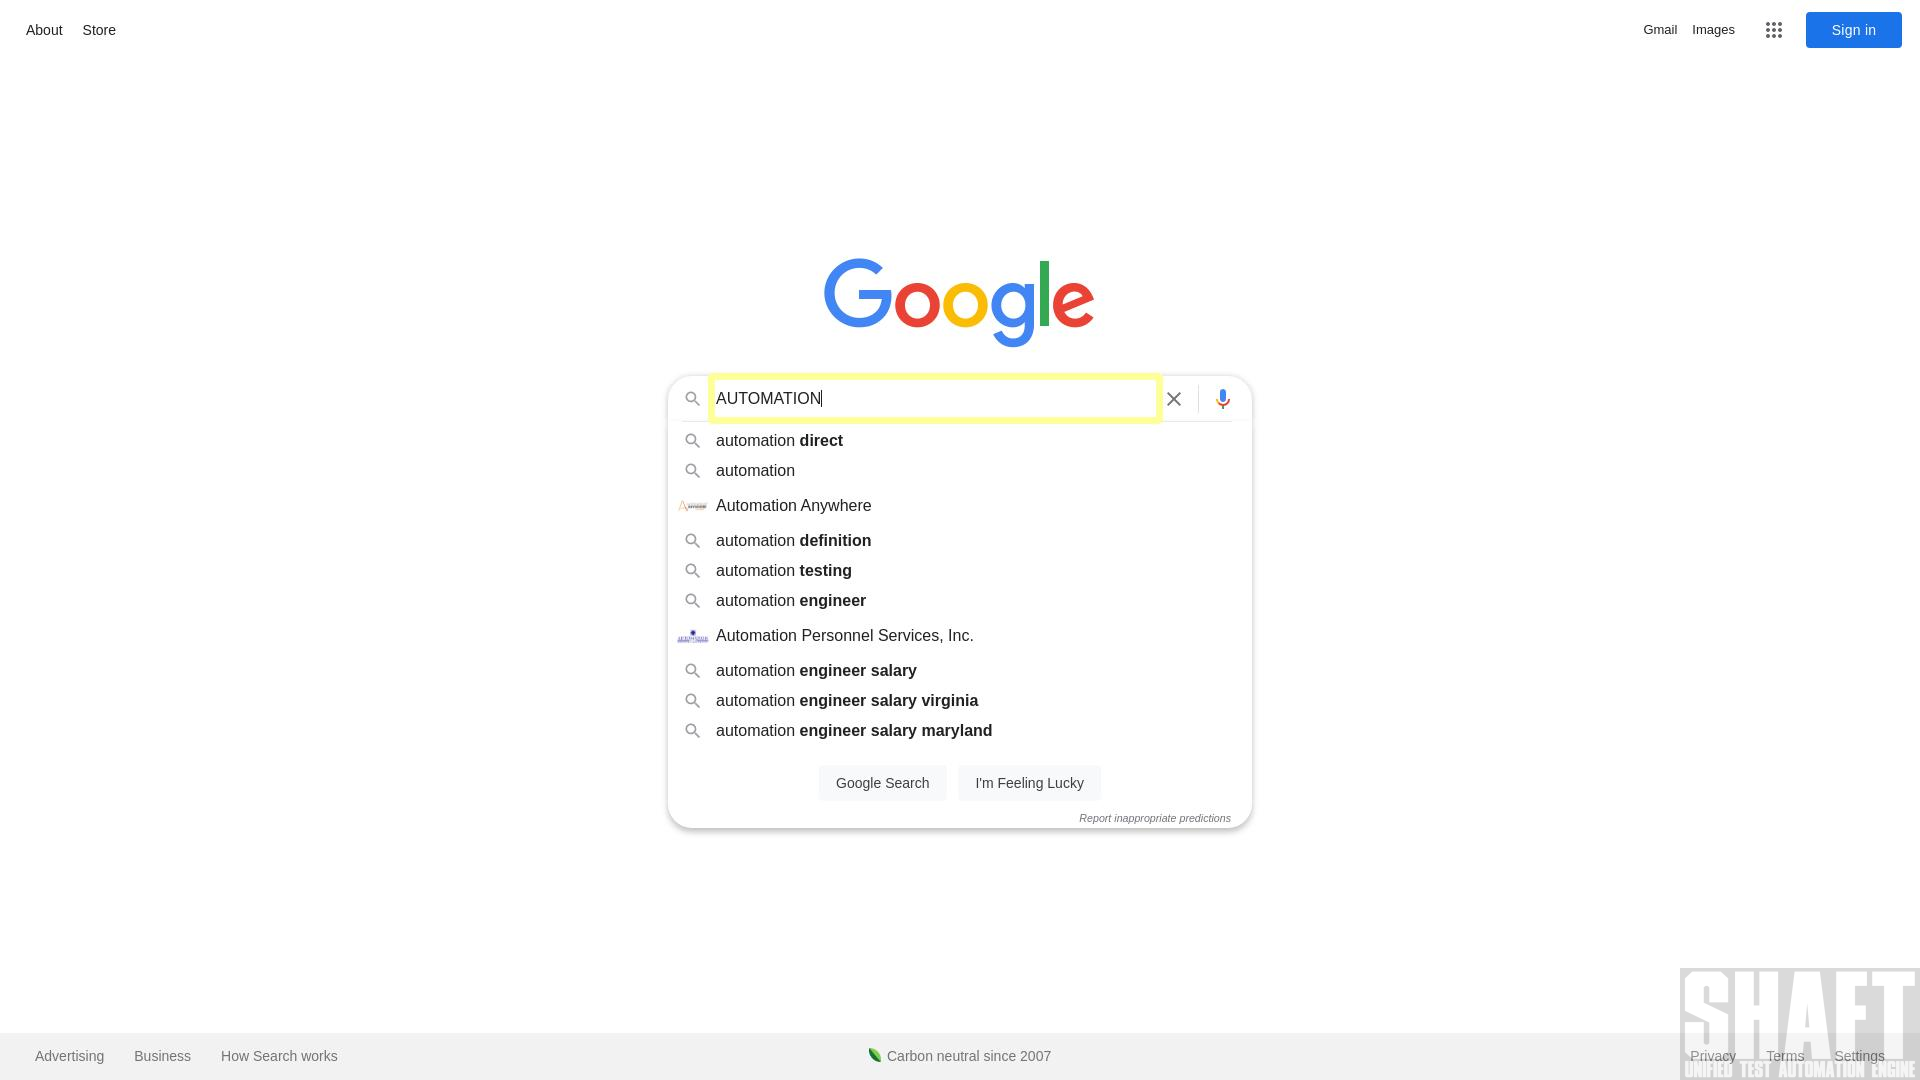 About Store
Gmail Images Sign in
Google
AUTOMATION
automation direct
automation
Automation Anywhere
automation definition
automation testing
automation engineer
Automation Personnel Services, Inc.
automation engineer salary
automation engineer salary virginia
automation engineer salary maryland
Google Search I'm Feeling Lucky
Report inappropriate predictions
SHAFT
Advertising Business How Search works Carbon neutral since 2007 Privacy Terms Settings
UNIFIED TEST AUTOMATION ENGINE